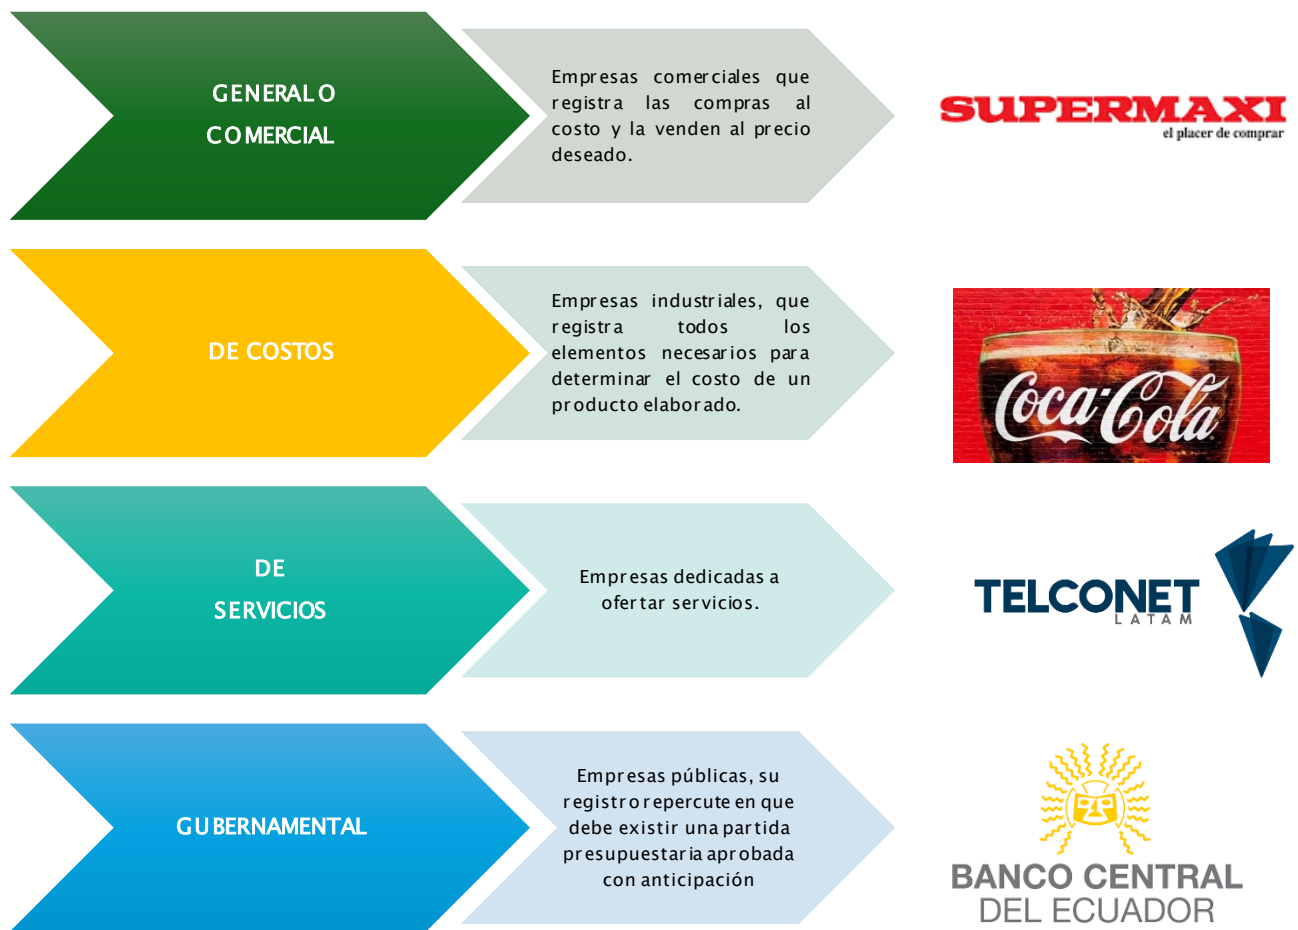 GENERAL O
COMERCIAL
Empresas comerciales que
registra las compras al
costo y la venden al precio
deseado.
SUPERMAXI
el placer de comprar
DE COSTOS
Empresas industriales, que
registra todos los
elementos necesarios para
determinar el costo de un
producto elaborado.
Coca-Cola
DE
SERVICIOS
Empresas dedicadas a
ofertar servicios.
TELCONET
LATAM
GUBERNAMENTAL
Empresas públicas, su
registro repercute en que
debe existir una partida
presupuestaria aprobada
con anticipación
BANCO CENTRAL
DEL ECUADOR